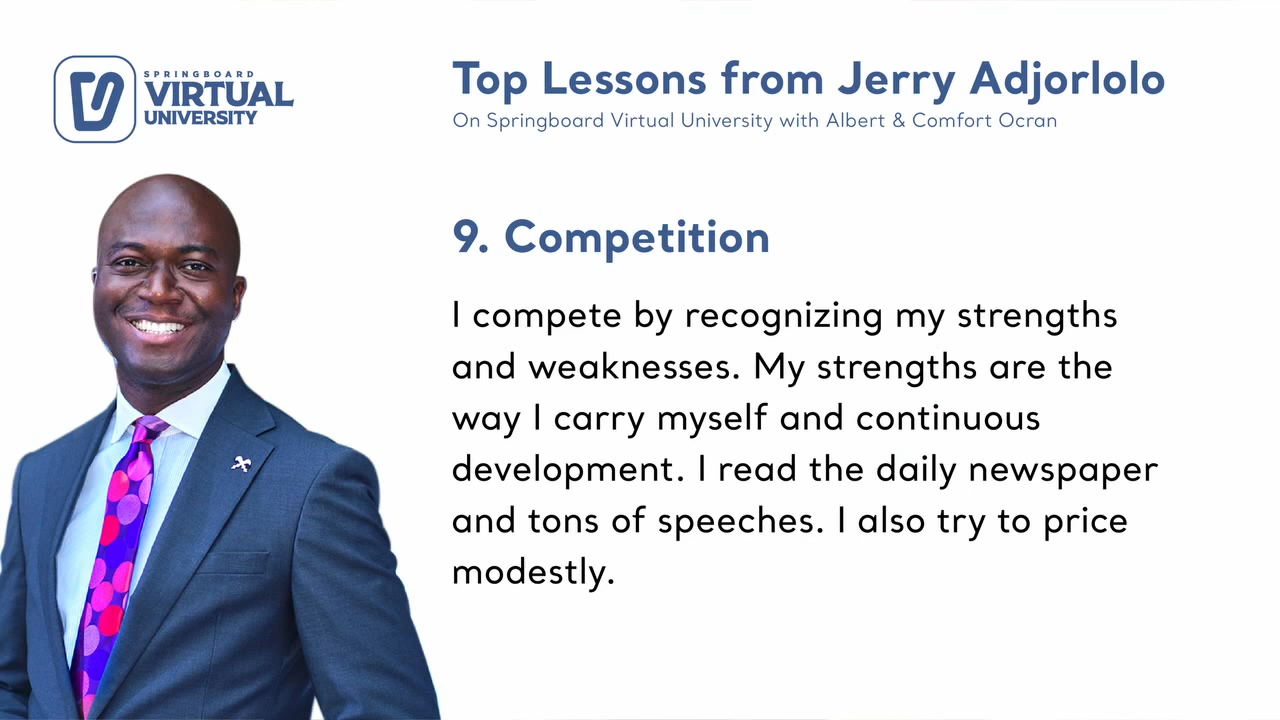 SPRINGBOARD
VIRTUAL
UNIVERSITY
Top Lessons from Jerry Adjorlolo
On Springboard Virtual University with Albert & Comfort Ocran
9. Competition
I compete by recognizing my strengths
and weaknesses. My strengths are the
way I carry myself and continuous
development. I read the daily newspaper
and tons of speeches. I also try to price
modestly.